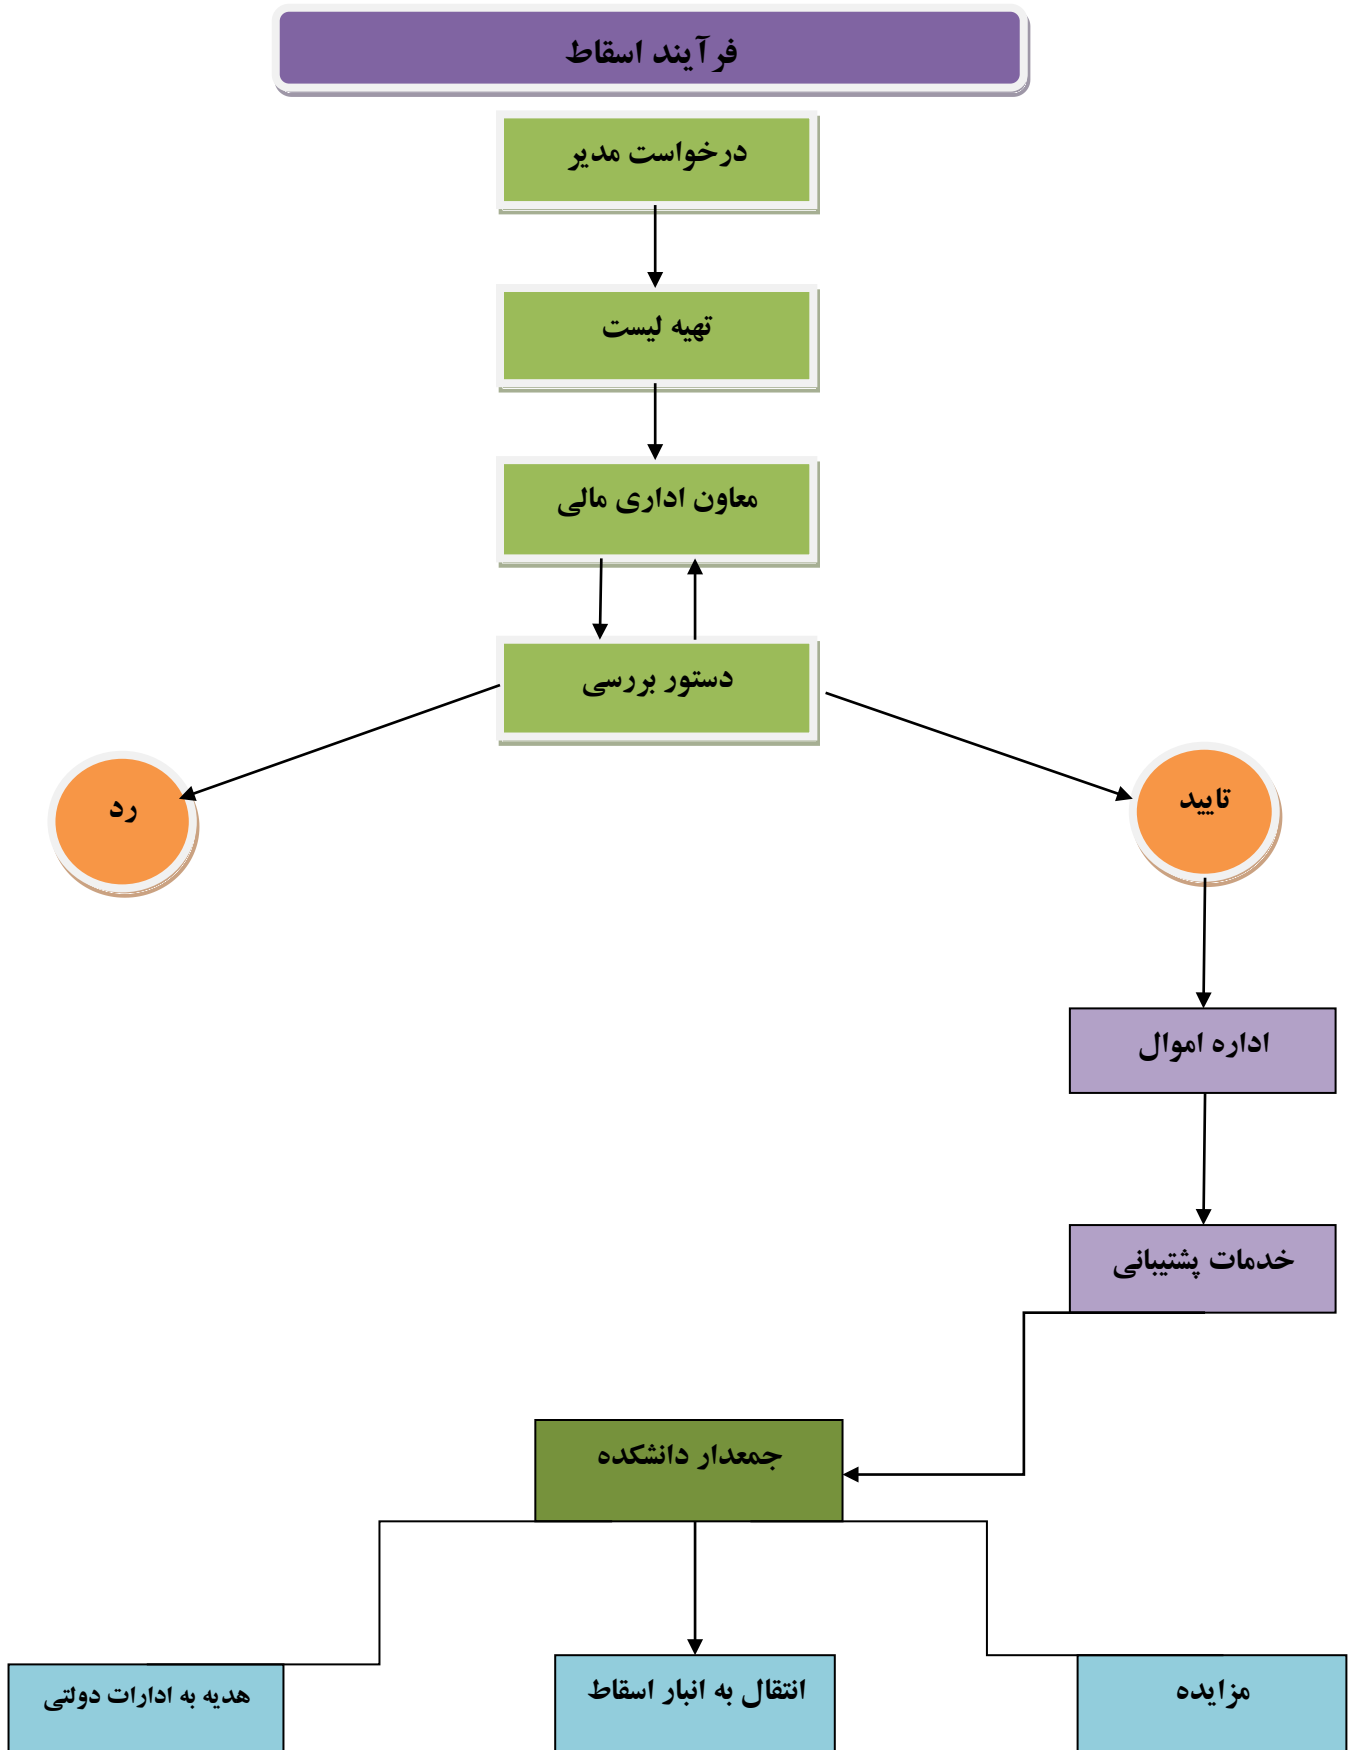 فرآیند اسقاط
درخواست مدیر
تهیه لیست
معاون اداری مالی
دستور بررسی
تایید
رد
اداره اموال
خدمات پشتیبانی
جمعدار دانشکده
مزایده
انتقال به انبار اسقاط
هدیه به ادارات دولتی